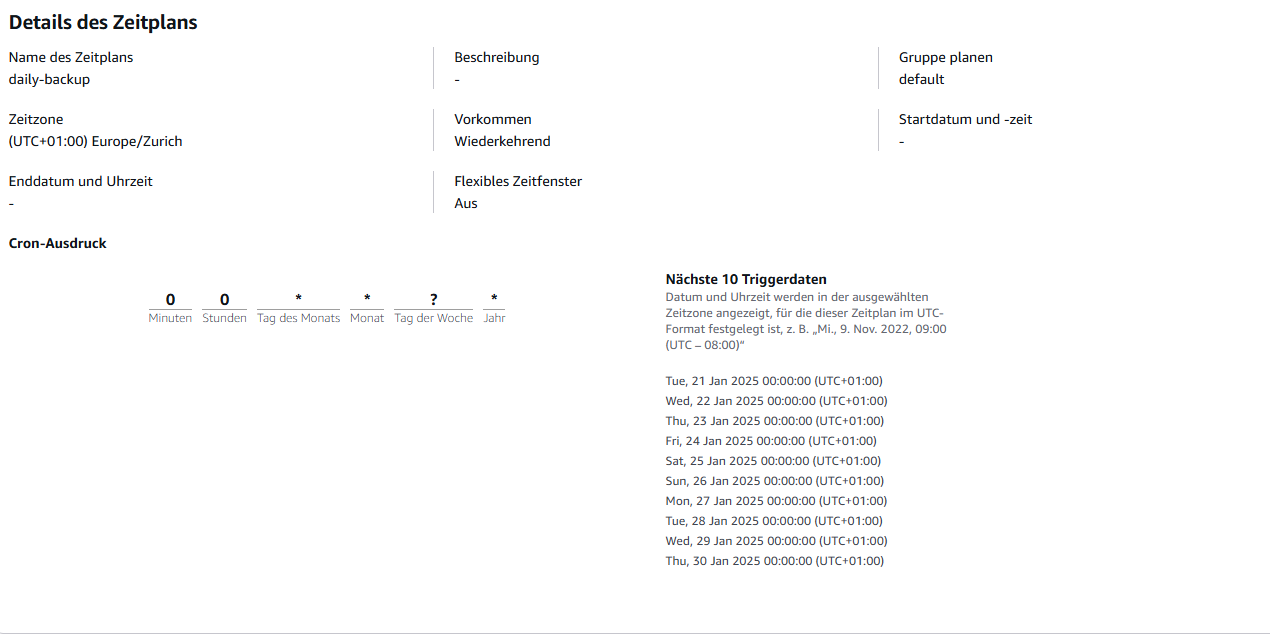 Details des Zeitplans
Name des Zeitplans
daily-backup
Beschreibung
-
Gruppe planen
default
Zeitzone
(UTC+01:00) Europe/Zurich
Vorkommen
Wiederkehrend
Startdatum und -zeit
-
Enddatum und Uhrzeit
-
Flexibles Zeitfenster
Aus
Cron-Ausdruck
0 0 * * ? *
Minuten Stunden Tag des Monats Monat Tag der Woche Jahr
Nächste 10 Triggerdaten
Datum und Uhrzeit werden in der ausgewählten
Zeitzone angezeigt, für die dieser Zeitplan im UTC-
Format festgelegt ist, z. B. „Mi., 9. Nov. 2022, 09:00
(UTC – 08:00)“
Tue, 21 Jan 2025 00:00:00 (UTC+01:00)
Wed, 22 Jan 2025 00:00:00 (UTC+01:00)
Thu, 23 Jan 2025 00:00:00 (UTC+01:00)
Fri, 24 Jan 2025 00:00:00 (UTC+01:00)
Sat, 25 Jan 2025 00:00:00 (UTC+01:00)
Sun, 26 Jan 2025 00:00:00 (UTC+01:00)
Mon, 27 Jan 2025 00:00:00 (UTC+01:00)
Tue, 28 Jan 2025 00:00:00 (UTC+01:00)
Wed, 29 Jan 2025 00:00:00 (UTC+01:00)
Thu, 30 Jan 2025 00:00:00 (UTC+01:00)